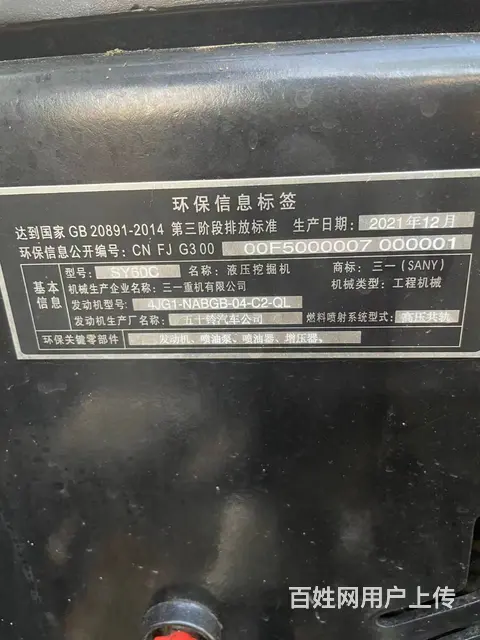 环保信息标签
达到国家 GB 20891-2014 第三阶段排放标准 生产日期: 2021年12月
环保信息公开编号: CN FJ G3 00 00F5000007 000001
基本信息
型号: SY60C 名称: 液压挖掘机 商标: 三一(SANY)
机械生产企业名称: 三一重机有限公司 机械类型: 工程机械
发动机型号: 4JG1-NABGB-04-C2-QL
发动机生产厂名称: 五十铃汽车公司 燃料喷射系统型式: 高压共轨
环保关键零部件 发动机、喷油泵、喷油器、增压器。
百姓网用户上传